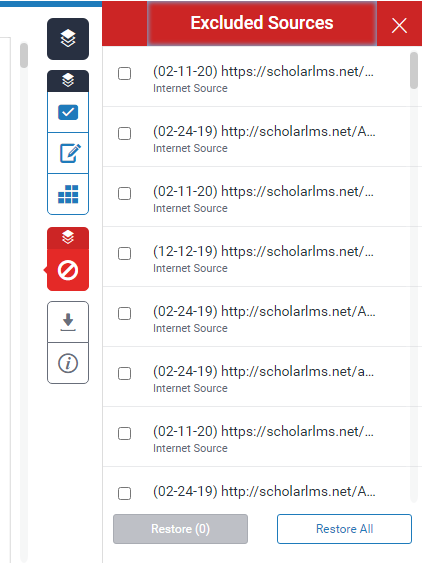 Excluded Sources
(02-11-20) https://scholarlms.net/...
Internet Source
(02-24-19) http://scholarlms.net/A...
Internet Source
(02-11-20) https://scholarlms.net/...
Internet Source
(12-12-19) https://scholarlms.net/...
Internet Source
(02-24-19) http://scholarlms.net/A...
Internet Source
(02-24-19) http://scholarlms.net/a...
Internet Source
(02-11-20) https://scholarlms.net/...
Internet Source
(02-24-19) http://scholarlms.net/A...
Restore (0)
Restore All